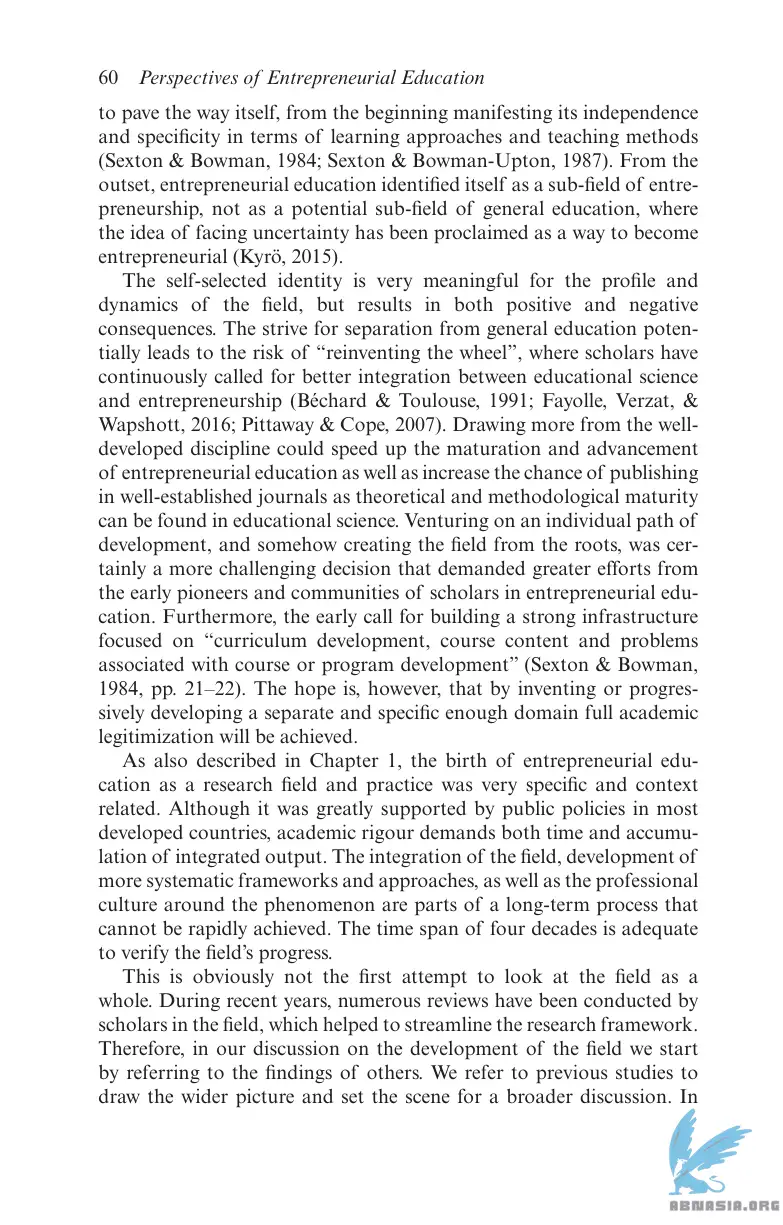 60 Perspectives of Entrepreneurial Education
to pave the way itself, from the beginning manifesting its independence
and specificity in terms of learning approaches and teaching methods
(Sexton & Bowman, 1984; Sexton & Bowman-Upton, 1987). From the
outset, entrepreneurial education identified itself as a sub-field of entre-
preneurship, not as a potential sub-field of general education, where
the idea of facing uncertainty has been proclaimed as a way to become
entrepreneurial (Kyrö, 2015).
The self-selected identity is very meaningful for the profile and
dynamics of the field, but results in both positive and negative
consequences. The strive for separation from general education poten-
tially leads to the risk of “reinventing the wheel”, where scholars have
continuously called for better integration between educational science
and entrepreneurship (Béchard & Toulouse, 1991; Fayolle, Verzat, &
Wapshott, 2016; Pittaway & Cope, 2007). Drawing more from the well-
developed discipline could speed up the maturation and advancement
of entrepreneurial education as well as increase the chance of publishing
in well-established journals as theoretical and methodological maturity
can be found in educational science. Venturing on an individual path of
development, and somehow creating the field from the roots, was cer-
tainly a more challenging decision that demanded greater efforts from
the early pioneers and communities of scholars in entrepreneurial edu-
cation. Furthermore, the early call for building a strong infrastructure
focused on “curriculum development, course content and problems
associated with course or program development” (Sexton & Bowman,
1984, pp. 21–22). The hope is, however, that by inventing or progres-
sively developing a separate and specific enough domain full academic
legitimization will be achieved.
As also described in Chapter 1, the birth of entrepreneurial edu-
cation as a research field and practice was very specific and context
related. Although it was greatly supported by public policies in most
developed countries, academic rigour demands both time and accumu-
lation of integrated output. The integration of the field, development of
more systematic frameworks and approaches, as well as the professional
culture around the phenomenon are parts of a long-term process that
cannot be rapidly achieved. The time span of four decades is adequate
to verify the field’s progress.
This is obviously not the first attempt to look at the field as a
whole. During recent years, numerous reviews have been conducted by
scholars in the field, which helped to streamline the research framework.
Therefore, in our discussion on the development of the field we start
by referring to the findings of others. We refer to previous studies to
draw the wider picture and set the scene for a broader discussion. In
ABNASIA.ORG